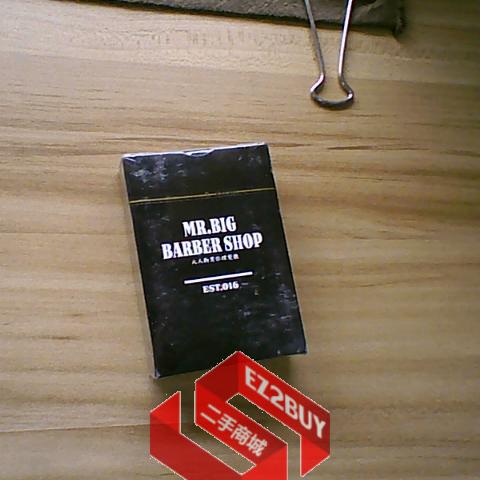 MR.BIG
BARBER SHOP
EST.016
EZ2BUY
二手商城